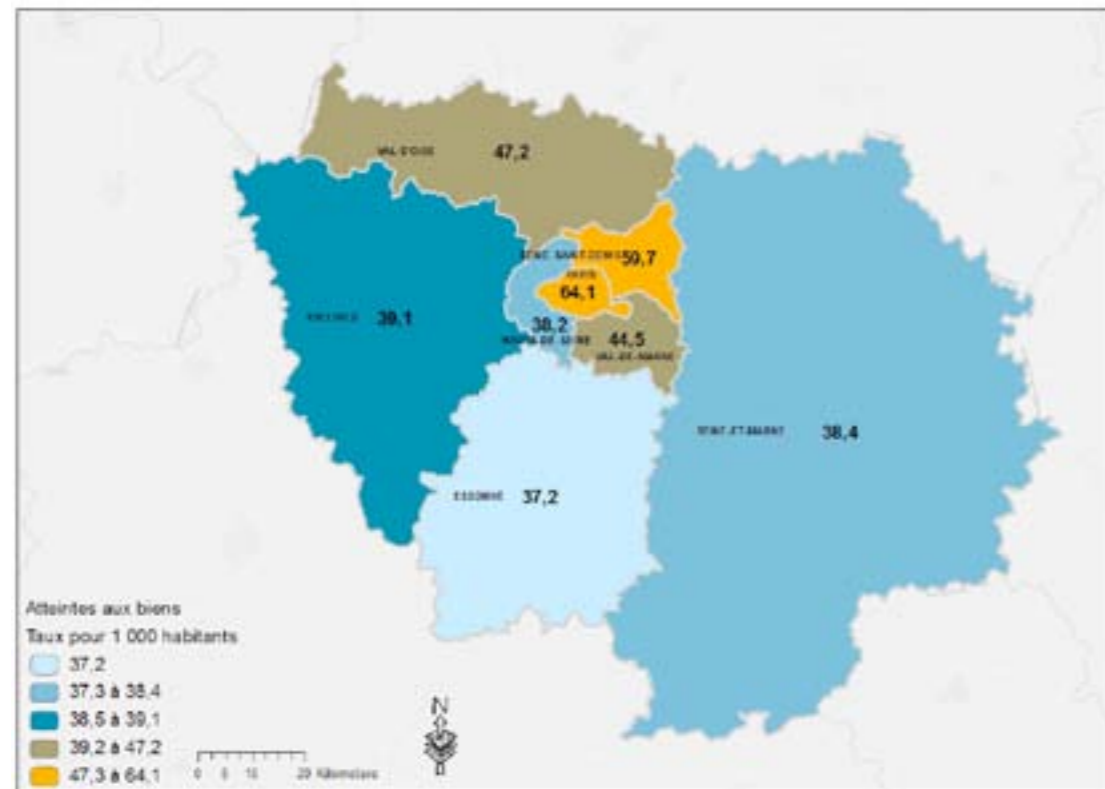 VAL-D'OISE 47,2
SEINE-SAINT-DENIS 59,7
PARIS
64,1
YVELINES 39,1
38,2
HAUTS-DE-SEINE
44,5
VAL-DE-MARNE
SEINE-ET-MARNE 38,4
ESSONNE 37,2
Atteintes aux biens
Taux pour 1 000 habitants
37,2
37,3 à 38,4
38,5 à 39,1
39,2 à 47,2
47,3 à 64,1
0 5 10 20 Kilometers
N